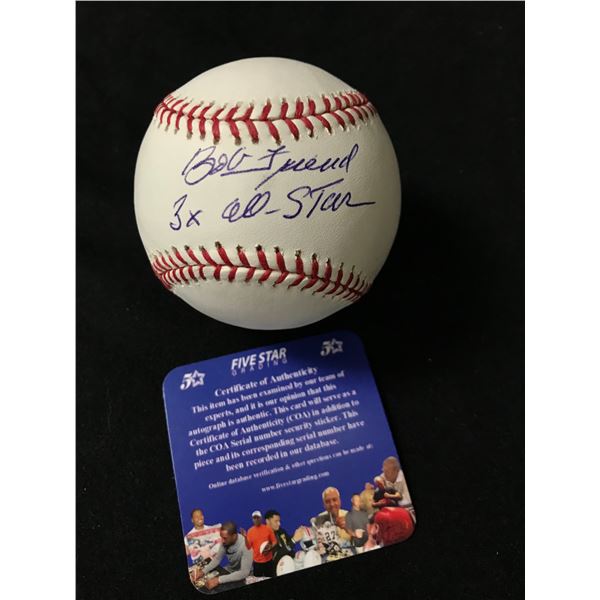 Bob Friend
3x All-Star
FIVE STAR
GRADING
Certificate of Authenticity
This item has been examined by our team of
experts, and it is our opinion that this
autograph is authentic. This card will serve as a
Certificate of Authenticity (COA) in addition to
the COA Serial number security sticker. This
piece and its corresponding serial number have
been recorded in our database.
Online database verification & other questions can be made at:
www.fivestargrading.com
27